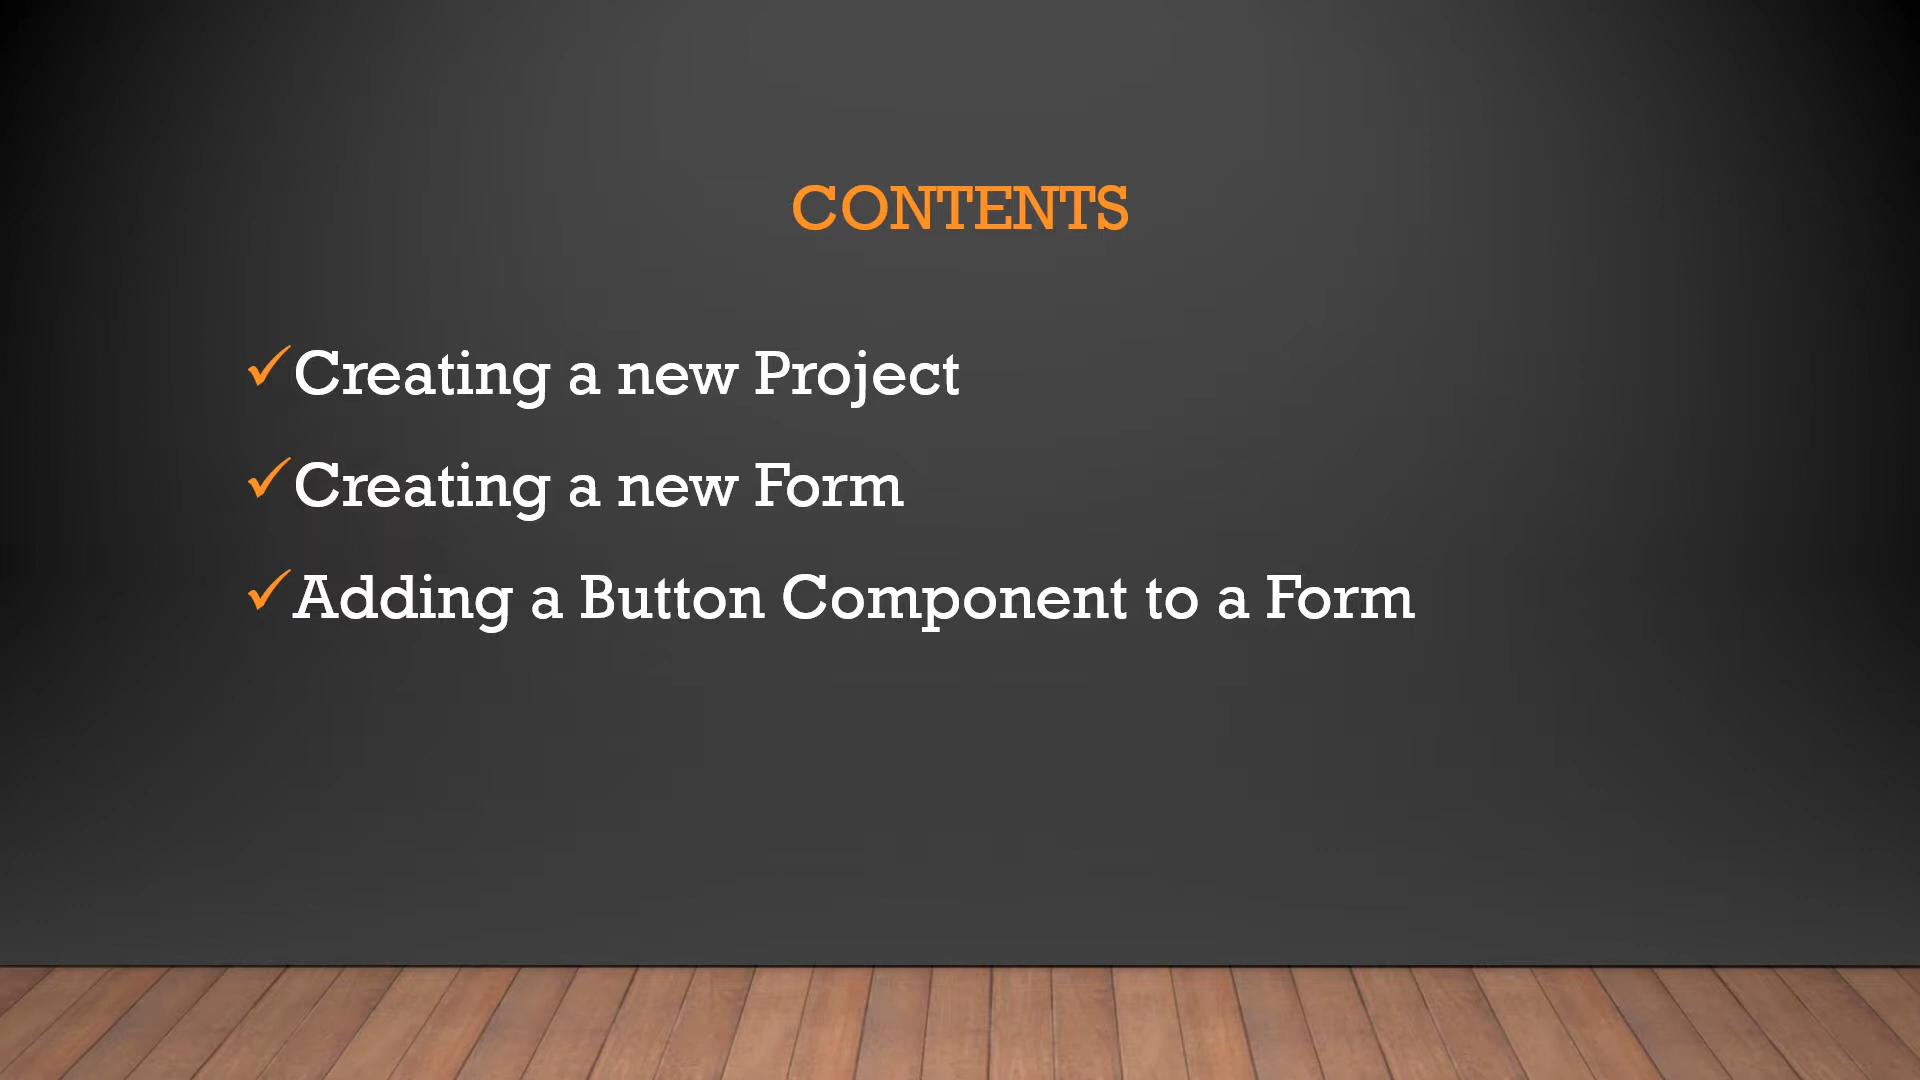 CONTENTS
✓Creating a new Project
✓Creating a new Form
✓Adding a Button Component to a Form